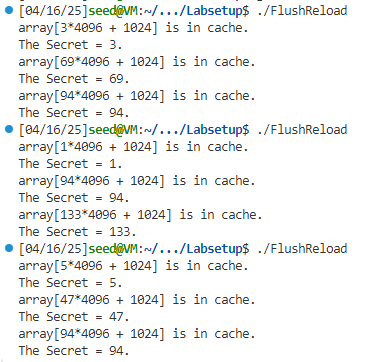 [04/16/25]seed@VM:~/.../Labsetup$ ./FlushReload
array[3*4096 + 1024] is in cache.
The Secret = 3.
array[69*4096 + 1024] is in cache.
The Secret = 69.
array[94*4096 + 1024] is in cache.
The Secret = 94.
[04/16/25]seed@VM:~/.../Labsetup$ ./FlushReload
array[1*4096 + 1024] is in cache.
The Secret = 1.
array[94*4096 + 1024] is in cache.
The Secret = 94.
array[133*4096 + 1024] is in cache.
The Secret = 133.
[04/16/25]seed@VM:~/.../Labsetup$ ./FlushReload
array[5*4096 + 1024] is in cache.
The Secret = 5.
array[47*4096 + 1024] is in cache.
The Secret = 47.
array[94*4096 + 1024] is in cache.
The Secret = 94.